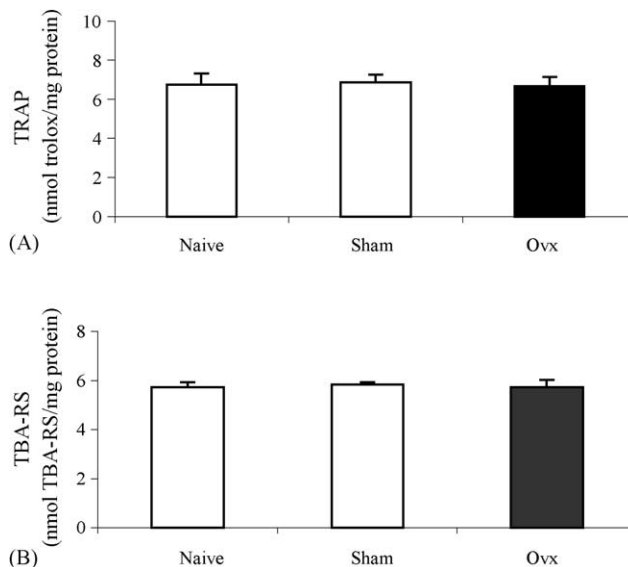 TRAP
(nmol trolox/mg protein)
10
8
6
4
2
0
Naive Sham Ovx
(A)
TBA-RS
(nmol TBA-RS/mg protein)
8
6
4
2
0
Naive Sham Ovx
(B)